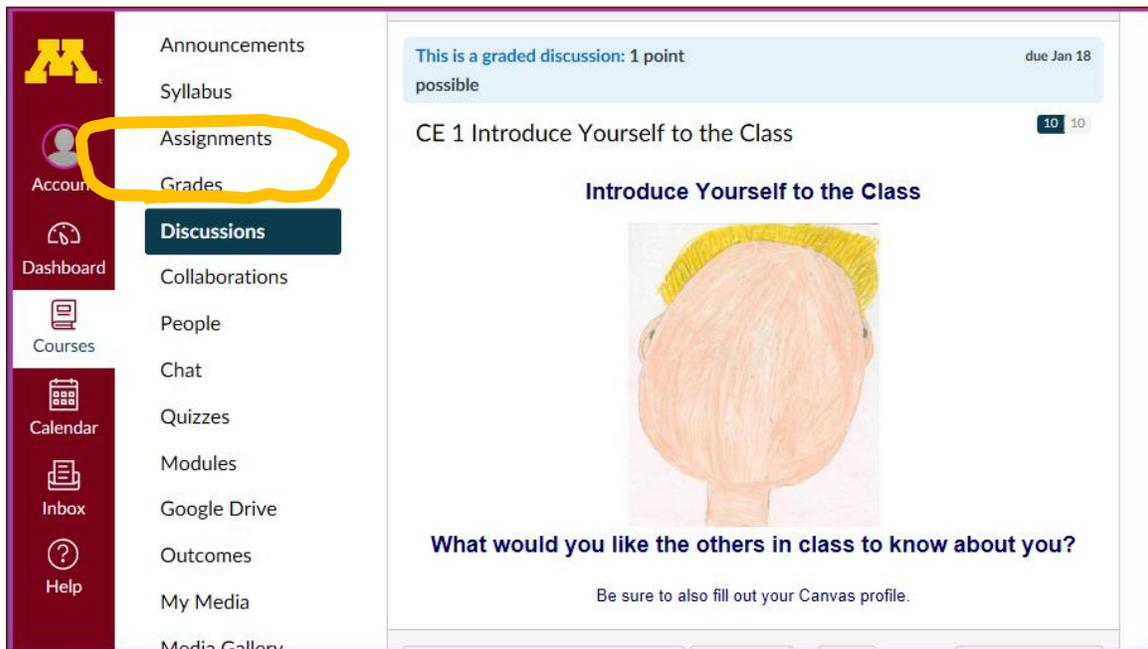 M
Account
Dashboard
Courses
Calendar
Inbox
Help
Announcements
Syllabus
Assignments
Grades
Discussions
Collaborations
People
Chat
Quizzes
Modules
Google Drive
Outcomes
My Media
Media Gallery
This is a graded discussion: 1 point
possible
due Jan 18
CE 1 Introduce Yourself to the Class
10 10
Introduce Yourself to the Class
What would you like the others in class to know about you?
Be sure to also fill out your Canvas profile.